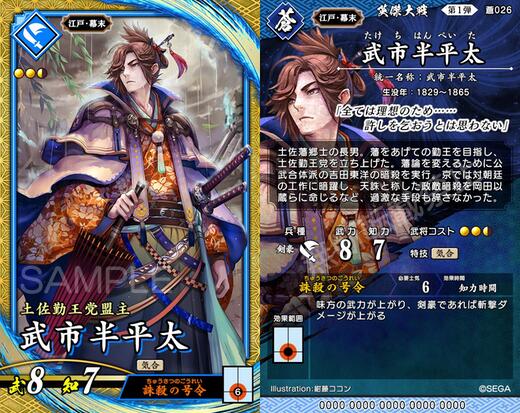 江戸・幕末
SAMPLE
土佐勤王党盟主
武市半平太
気合
武8 知7
ちゅうさつのごうれい
誅殺の号令
6
蒼
江戸・幕末
英傑大戦
第1弾
蒼026
たけち はんぺいた
武市半平太
統一名称:武市半平太
生没年:1829~1865
「全ては理想のため……
許しを乞おうとは思わない」
土佐藩郷士の長男。藩をあげての勤王を目指し、
土佐勤王党を立ち上げた。藩論を変えるために公
武合体派の吉田東洋の暗殺を実行。京では対朝廷
の工作に暗躍し、天誅と称した政敵暗殺を岡田以
蔵らに命じるなど、過激な手段も辞さなかった。
兵種 武力 知力 武将コスト
剣豪 8 7 特技 気合
ちゅうさつのごうれい 必要士気 効果時間
誅殺の号令 6 知力時間
効果範囲
味方の武力が上がり、剣豪であれば斬撃ダ
メージが上がる
Illustration:紺藤ココン
©SEGA
0000 0000 0000 0000 0000